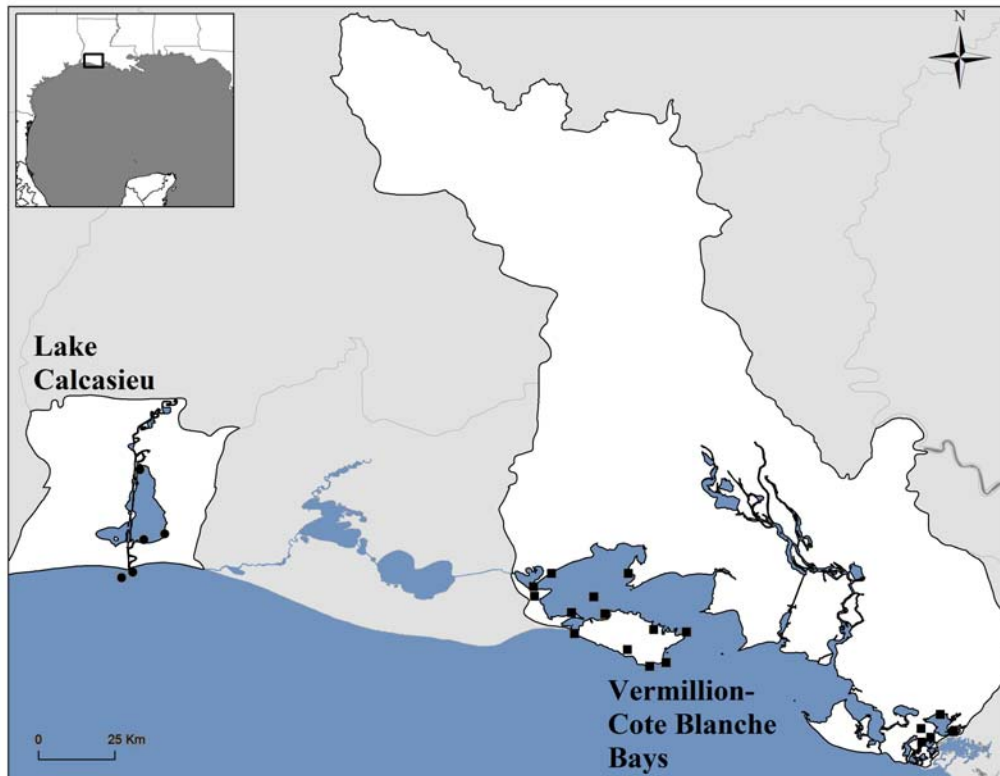 N
Lake
Calcasieu
Vermillion-
Cote Blanche
Bays
0 25 Km